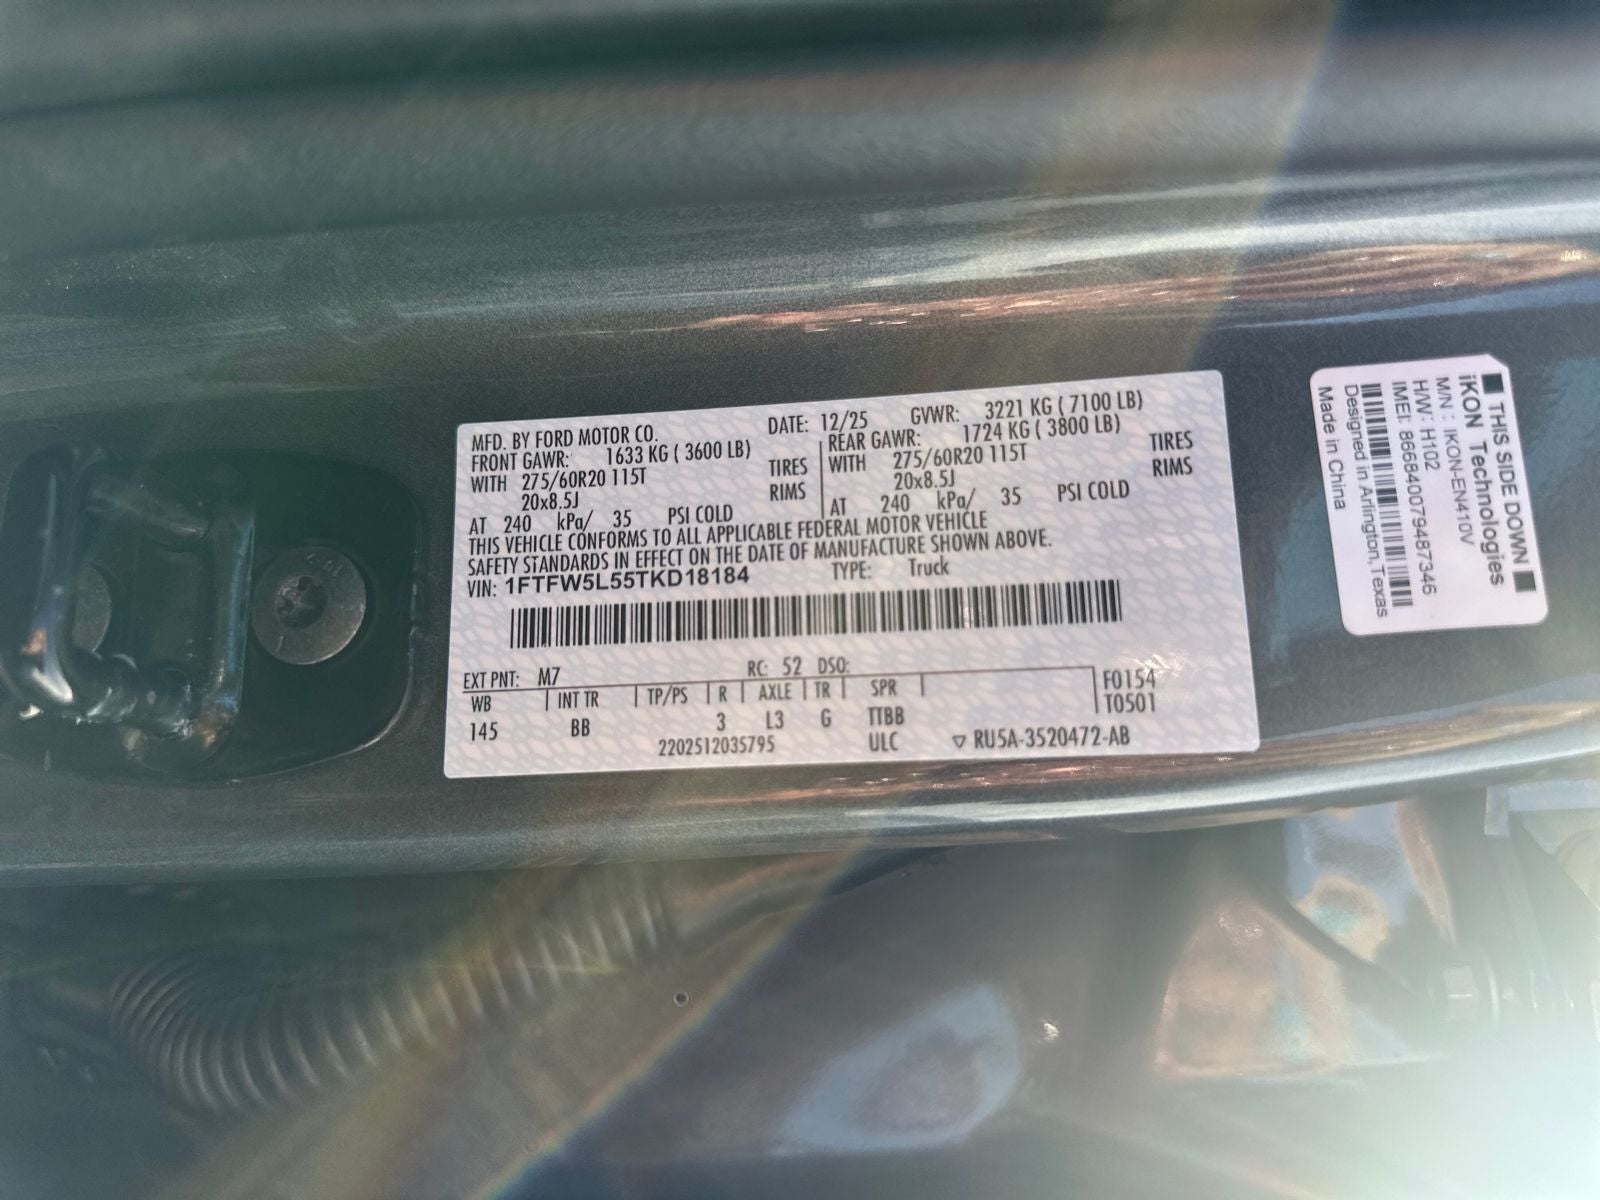 MFD. BY FORD MOTOR CO.
DATE: 12/25 GVWR: 3221 KG ( 7100 LB)
FRONT GAWR: 1633 KG ( 3600 LB)
WITH 275/60R20 115T TIRES
20x8.5J RIMS
AT 240 kPa/ 35 PSI COLD
REAR GAWR: 1724 KG ( 3800 LB)
WITH 275/60R20 115T TIRES
20x8.5J RIMS
AT 240 kPa/ 35 PSI COLD
THIS VEHICLE CONFORMS TO ALL APPLICABLE FEDERAL MOTOR VEHICLE
SAFETY STANDARDS IN EFFECT ON THE DATE OF MANUFACTURE SHOWN ABOVE.
VIN: 1FTFW5L55TKD18184 TYPE: Truck
EXT PNT: M7 RC: 52 DSO:
WB INT TR TP/PS R AXLE TR SPR
145 BB 3 L3 G TTBB
2202512035795 ULC
F0154
T0501
▽ RU5A-3520472-AB
THIS SIDE DOWN
iKON Technologies
MN : IKON-EN410V
H/W: H102
IMEI: 866840079487346
Designed in Arlington,Texas
Made in China